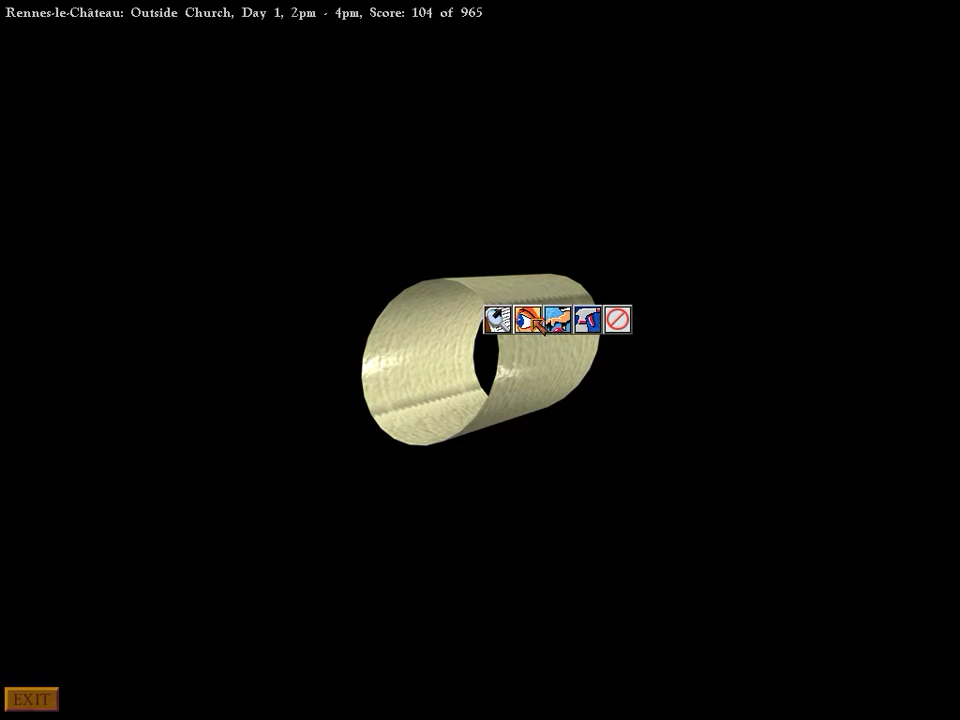 Rennes-le-Château: Outside Church, Day 1, 2pm - 4pm, Score: 104 of 965
EXIT